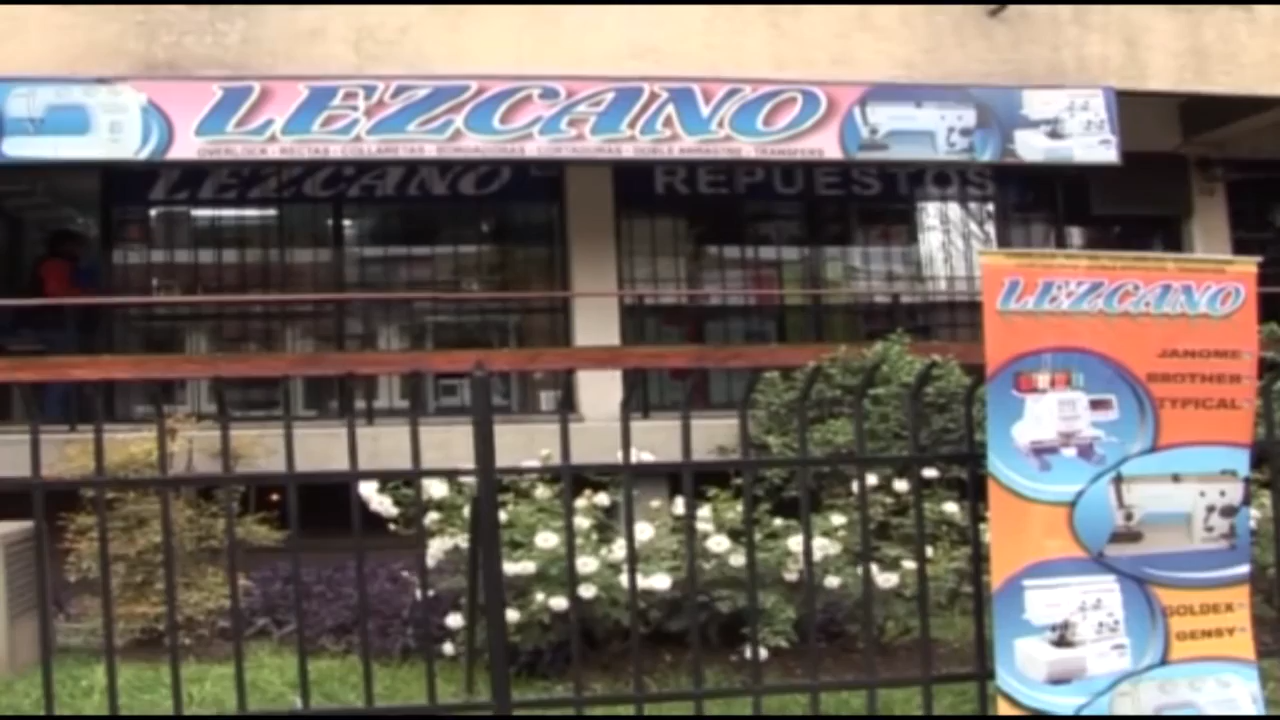 LEZCANO
OVERLOCK - RECTAS - COLLARETAS - BORDADORAS - CORTADORAS - DOBLE ARRASTRE - TRANSFERS
LEZCANO
REPUESTOS
LEZCANO
JANOME
BROTHER
TYPICAL
GOLDEX
GENSY